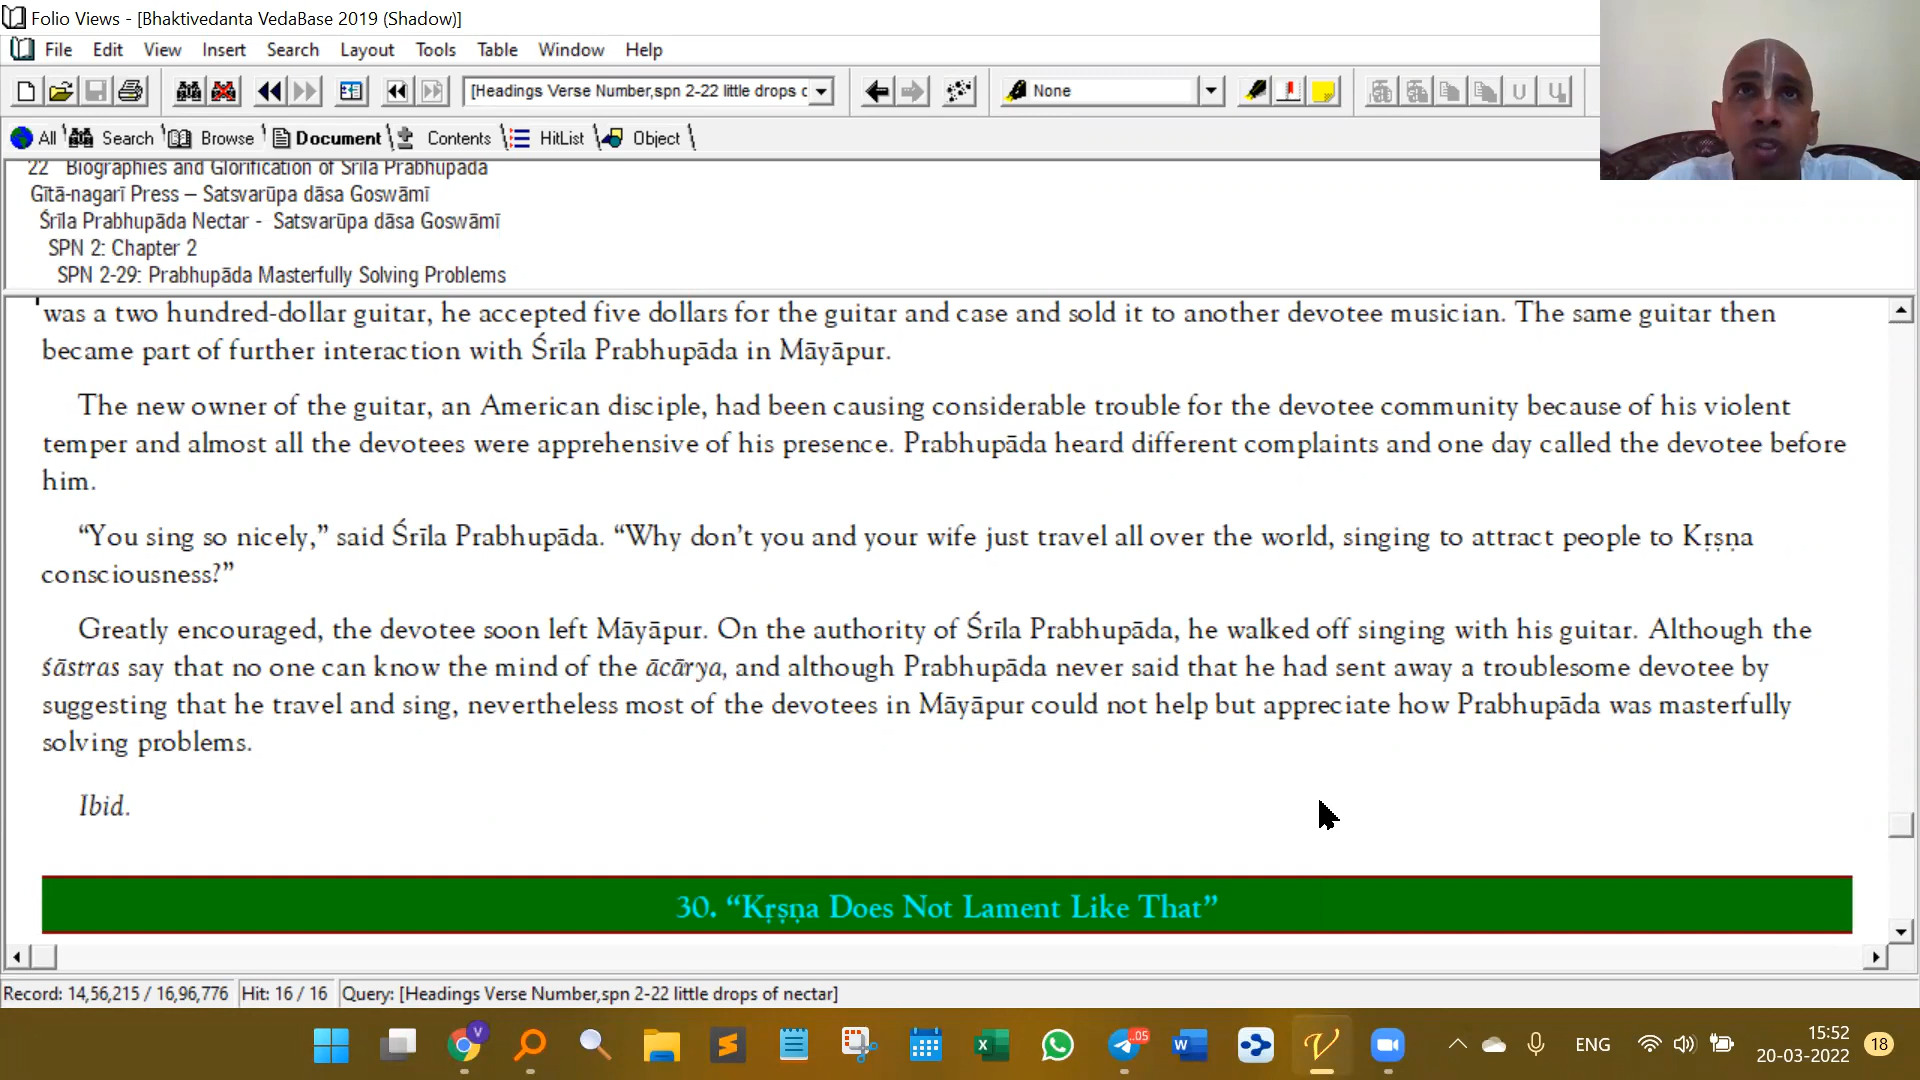 Folio Views - [Bhaktivedanta VedaBase 2019 (Shadow)]
File Edit View Insert Search Layout Tools Table Window Help
[Headings Verse Number,spn 2-22 little drops c
None
All Search Browse Document Contents HitList Object
22 Biographies and Glorification of Śrīla Prabhupāda
Gītā-nagarī Press – Satsvarūpa dāsa Goswāmī
Śrīla Prabhupāda Nectar - Satsvarūpa dāsa Goswāmī
SPN 2: Chapter 2
SPN 2-29: Prabhupāda Masterfully Solving Problems
was a two hundred-dollar guitar, he accepted five dollars for the guitar and case and sold it to another devotee musician. The same guitar then
became part of further interaction with Śrīla Prabhupāda in Māyāpur.
The new owner of the guitar, an American disciple, had been causing considerable trouble for the devotee community because of his violent
temper and almost all the devotees were apprehensive of his presence. Prabhupāda heard different complaints and one day called the devotee before
him.
“You sing so nicely,” said Śrīla Prabhupāda. “Why don’t you and your wife just travel all over the world, singing to attract people to Kṛṣṇa
consciousness?”
Greatly encouraged, the devotee soon left Māyāpur. On the authority of Śrīla Prabhupāda, he walked off singing with his guitar. Although the
śāstras say that no one can know the mind of the ācārya, and although Prabhupāda never said that he had sent away a troublesome devotee by
suggesting that he travel and sing, nevertheless most of the devotees in Māyāpur could not help but appreciate how Prabhupāda was masterfully
solving problems.
Ibid.
30. “Kṛṣṇa Does Not Lament Like That”
Record: 14,56,215 / 16,96,776 Hit: 16 / 16 Query: [Headings Verse Number,spn 2-22 little drops of nectar]
V
.05
ENG
15:52
20-03-2022
18